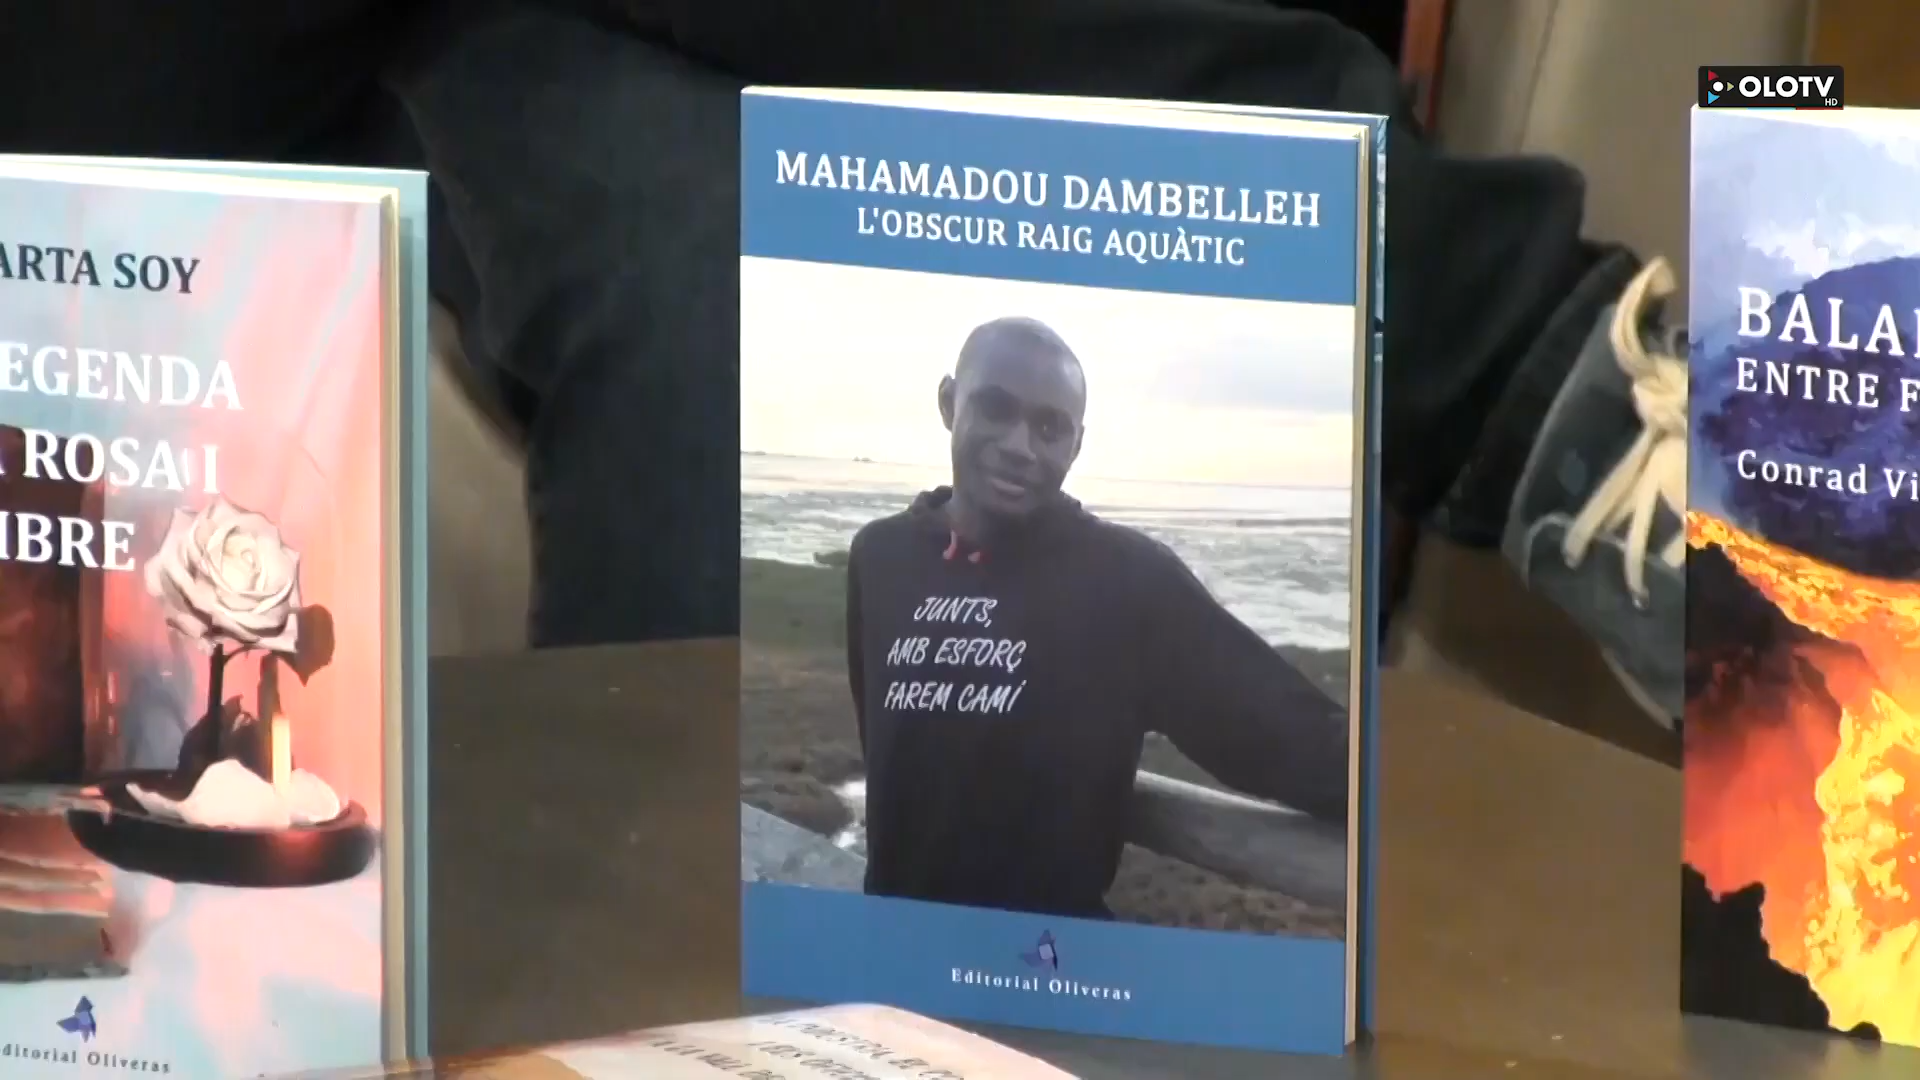 OLOTV
HD
ARTA SOY
EGENDA
ROSA I
IBRE
ditorial Oliveras
MAHAMADOU DAMBELLEH
L'OBSCUR RAIG AQUÀTIC
JUNTS,
AMB ESFORÇ
FAREM CAMÍ
Editorial Oliveras
BALA
ENTRE F
Conrad Vi